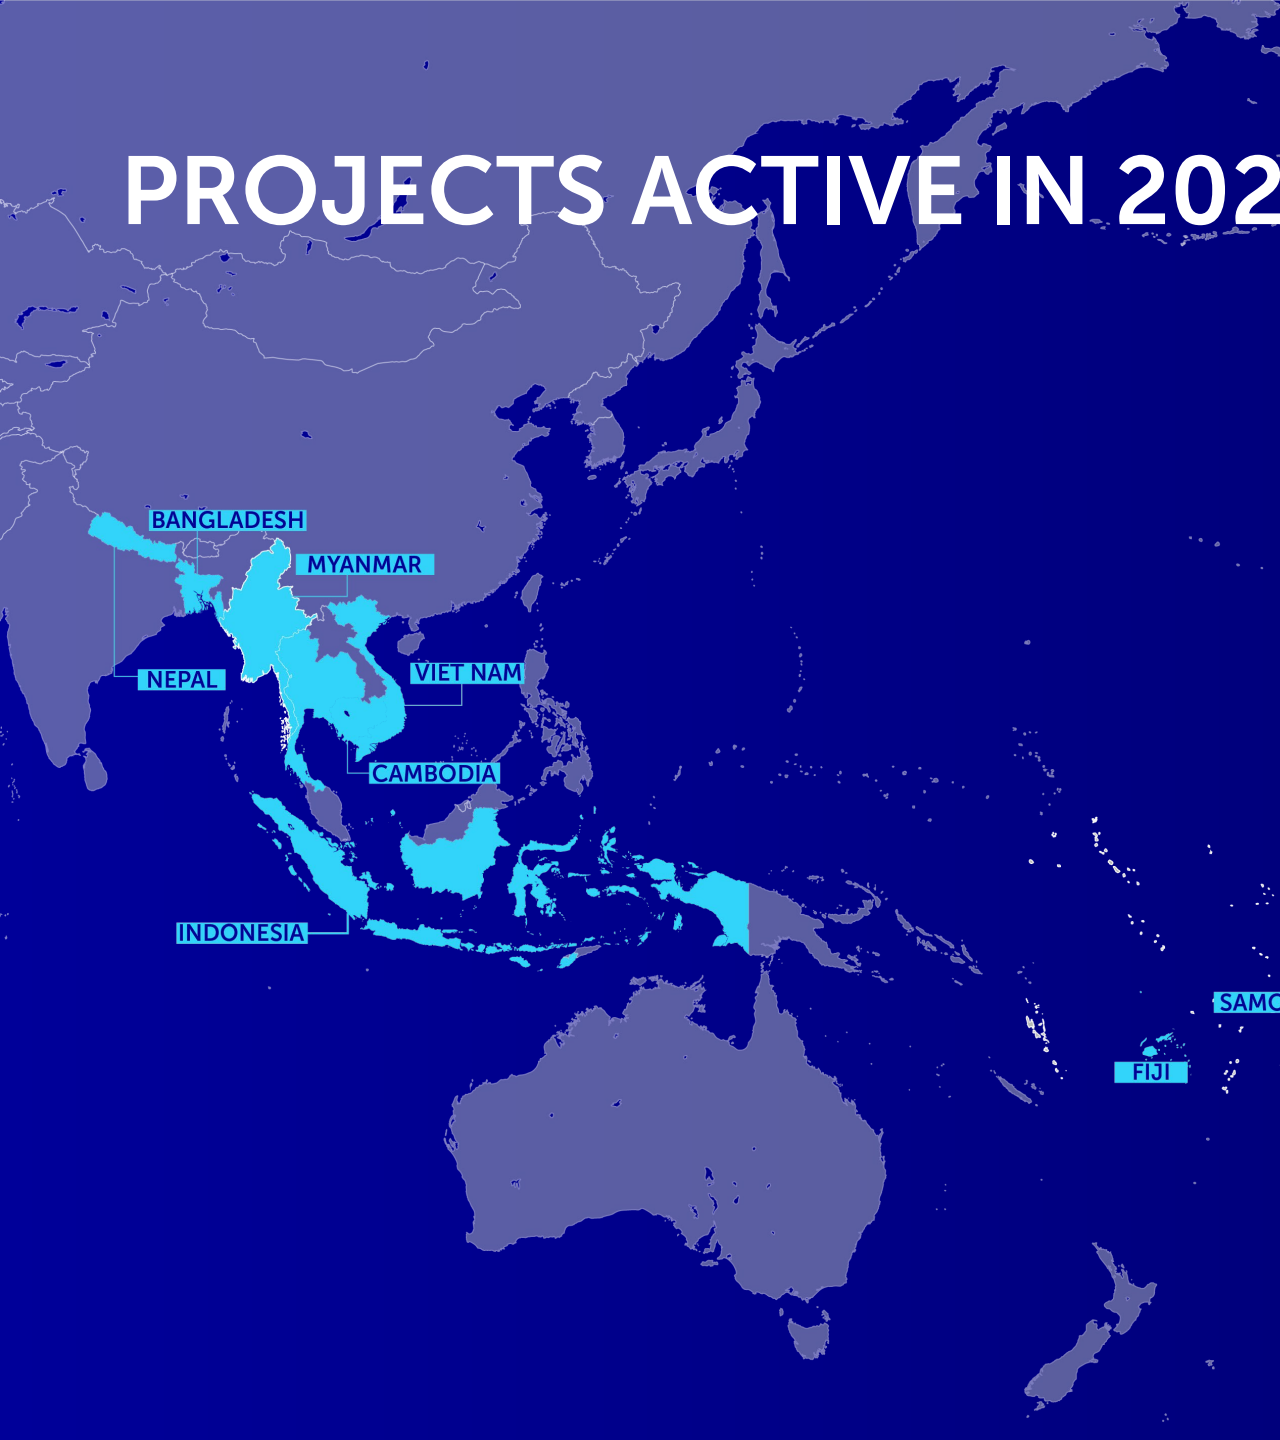 PROJECTS ACTIVE IN 202
BANGLADESH
MYANMAR
NEPAL
VIET NAM
CAMBODIA
INDONESIA
SAMO
FIJI